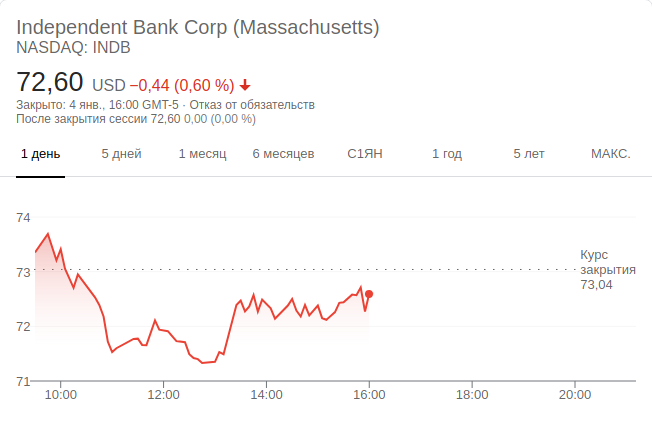 Independent Bank Corp (Massachusetts)
NASDAQ: INDB
72,60 USD −0,44 (0,60 %)
Закрыто: 4 янв., 16:00 GMT-5 · Отказ от обязательств
После закрытия сессии 72,60 0,00 (0,00 %)
1 день 5 дней 1 месяц 6 месяцев С1ЯН 1 год 5 лет МАКС.
74
Курс
73 закрытия
73,04
72
71
10:00 12:00 14:00 16:00 18:00 20:00